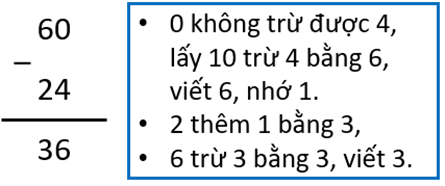 60
–
24
36
• 0 không trừ được 4,
lấy 10 trừ 4 bằng 6,
viết 6, nhớ 1.
• 2 thêm 1 bằng 3,
• 6 trừ 3 bằng 3, viết 3.